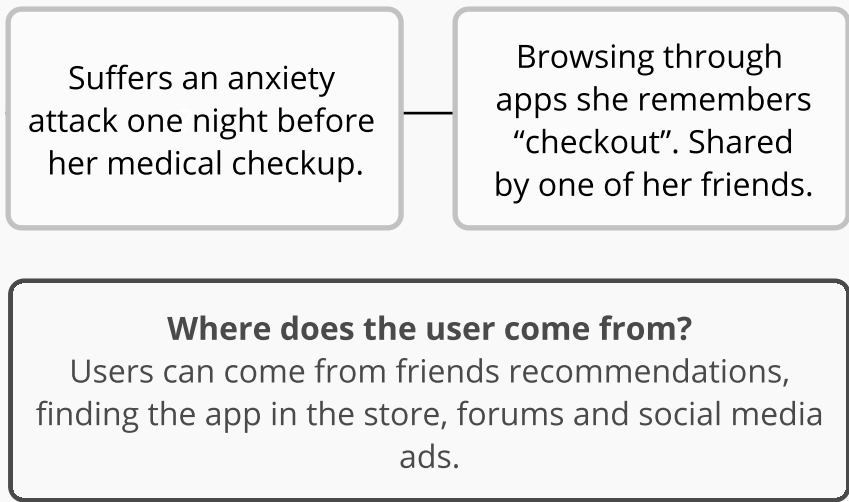 Suffers an anxiety
attack one night before
her medical checkup.
Browsing through
apps she remembers
“checkout”. Shared
by one of her friends.
Where does the user come from?
Users can come from friends recommendations,
finding the app in the store, forums and social media
ads.